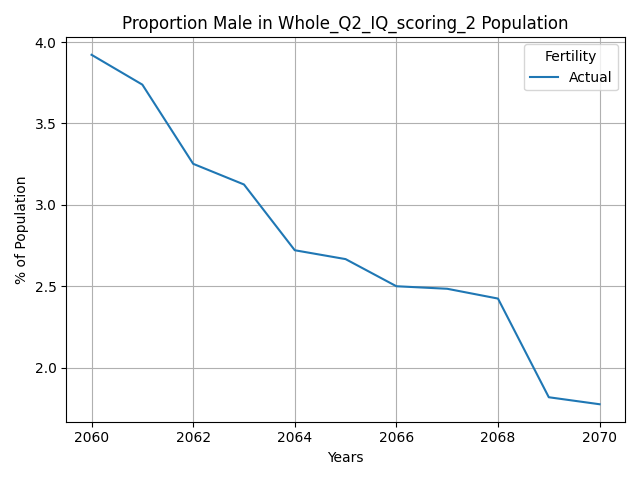 Proportion Male in Whole_Q2_IQ_scoring_2 Population
4.0
3.5
3.0
2.5
2.0
% of Population
Fertility
Actual
2060 2062 2064 2066 2068 2070
Years